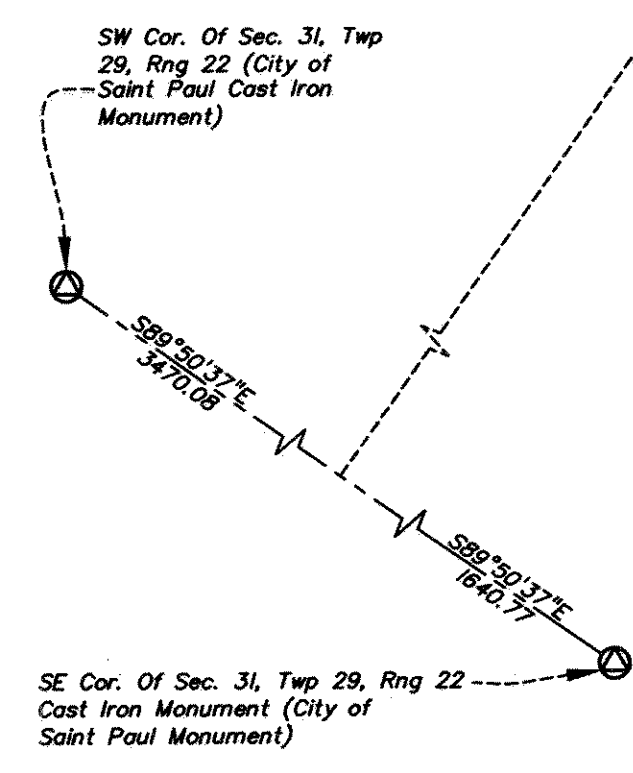 SW Cor. Of Sec. 31, Twp
29, Rng 22 (City of
Saint Paul Cast Iron
Monument)
S89°50'37"E
3470.08
S89°50'37"E
1640.77
SE Cor. Of Sec. 31, Twp 29, Rng 22
Cast Iron Monument (City of
Saint Paul Monument)